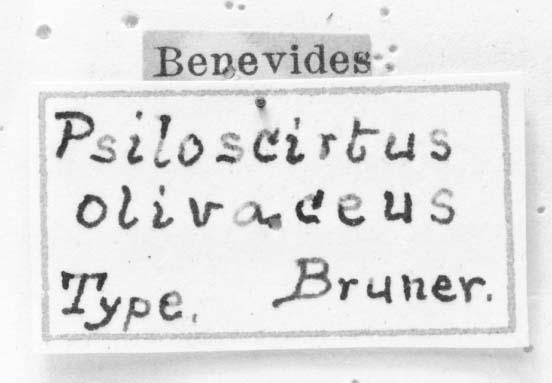 Benevides
Psiloscirtus
olivaceus
Type. Bruner.